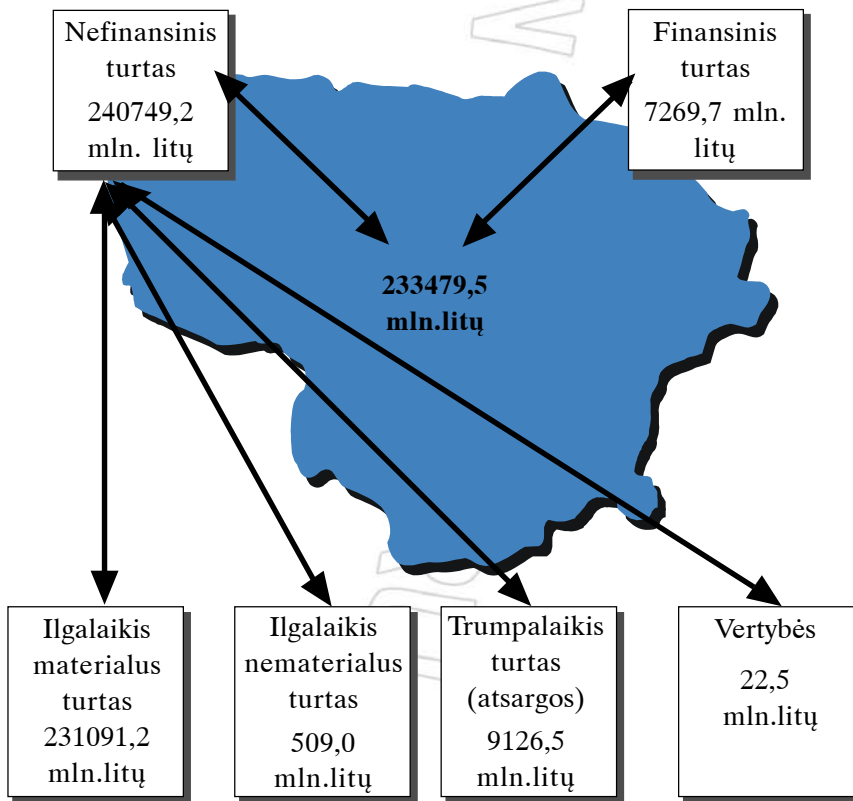 Nefinansinis
turtas
240749,2
mln. litų
Finansinis
turtas
7269,7 mln.
litų
233479,5
mln.litų
Ilgalaikis
materialus
turtas
231091,2
mln.litų
Ilgalaikis
nematerialus
turtas
509,0
mln.litų
Trumpalaikis
turtas
(atsargos)
9126,5
mln.litų
Vertybės
22,5
mln.litų